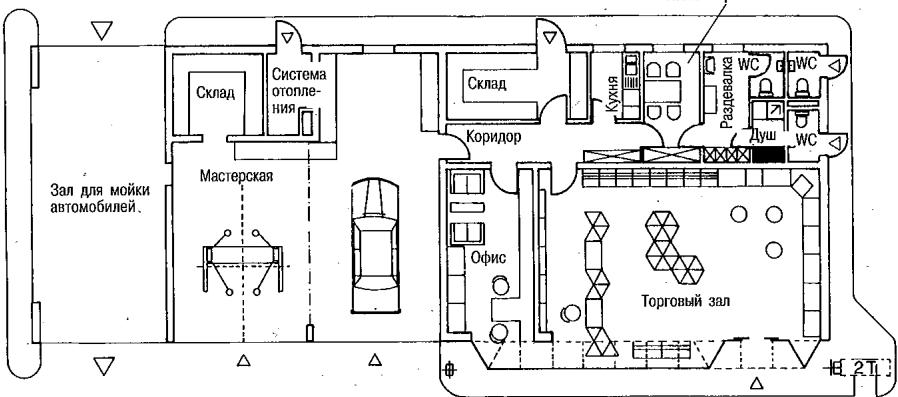 Система
отопле-
ния
Склад
Склад
Кухня
Раздевалка
WC
WC
Душ
WC
Коридор
Зал для мойки
автомобилей.
Мастерская
Офис
Торговый зал
2Т